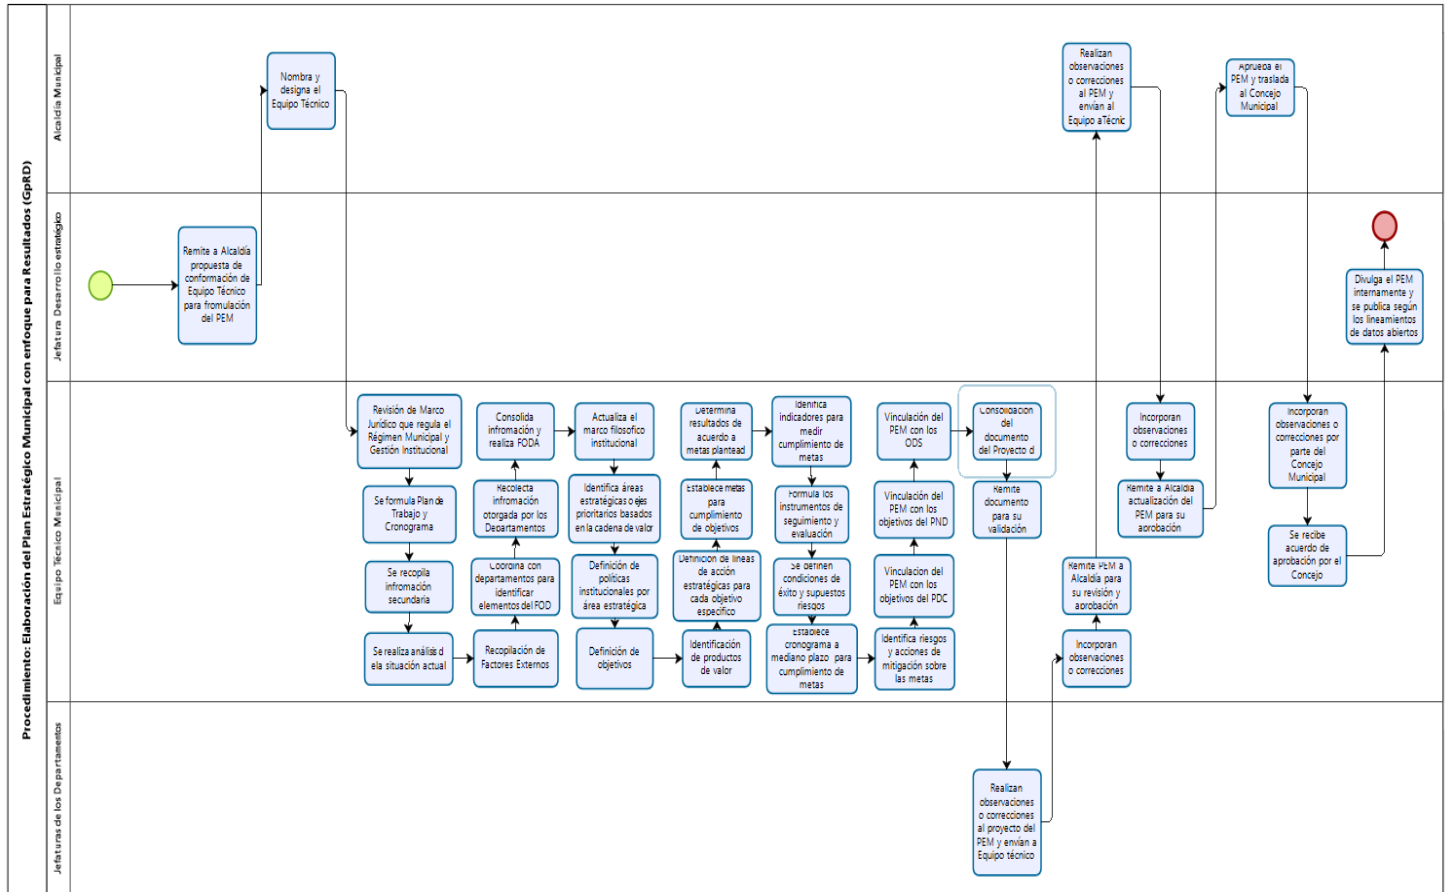 Procedimiento: Elaboración del Plan Estratégico Municipal con enfoque para Resultados (GpRD)
Alcaldía Municipal
Nombra y
designa el
Equipo Técnico
Realizan
observaciones
o correcciones
al PEM y
envían al
Equipo aTécnic
Aprueba el
PEM y traslada
al Concejo
Municipal
Jefatura Desarrollo estratégico
Remite a Alcaldía
propuesta de
conformación de
Equipo Técnico
para fromulación
del PEM
Divulga el PEM
internamente y
se publica según
los lineamientos
de datos abiertos
Equipo Técnico Municipal
Revisión de Marco
Jurídico que regula el
Régimen Municipal y
Gestión Institucional
Se formula Plan de
Trabajo y
Cronograma
Se recopila
infromación
secundaria
Se realiza análisis d
ela situación actual
Recopilación de
Factores Externos
Coordina con
departamentos para
identificar
elementos del FOD
Recolecta
infromación
otorgada por los
Departamentos
Consolida
infromación y
realiza FODA
Actualiza el
marco filosofico
institucional
Identifica áreas
estratégicas o ejes
prioritarios basados
en la cadena de valor
Definición de
políticas
institucionales por
área estratégica
Definición de
objetivos
Identificación
de productos
de valor
Definición de líneas
de acción
estratégicas para
cada objetivo
especifico
Establece metas
para
cumplimiento
de objetivos
Determina
resultados de
acuerdo a
metas plantead
Identifica
indicadores para
medir
cumplimiento de
metas
Formula los
instrumentos de
seguimiento y
evaluación
Se definen
condiciones de
éxito y supuestos
riesgos
Establece
cronograma a
mediano plazo para
cumplimiento de
metas
Identifica riesgos
y acciones de
mitigación sobre
las metas
Vinculacion del
PEM con los
objetivos del PDC
Vinculación del
PEM con los
objetivos del PND
Vinculación del
PEM con los
ODS
Consolidación
del
documento
del Proyecto d
Remite
documento
para su
validación
Incorporan
observaciones
o correcciones
Remite PEM a
Alcaldía para
su revisión y
aprobación
Incorporan
observaciones
o correcciones
Remite a Alcaldía
actualización del
PEM para su
aprobación
Incorporan
observaciones o
correcciones por
parte del
Concejo
Municipal
Se recibe
acuerdo de
aprobación por el
Concejo
Jefaturas de los Departamentos
Realizan
observaciones
o correcciones
al proyecto del
PEM y envían a
Equipo técnico